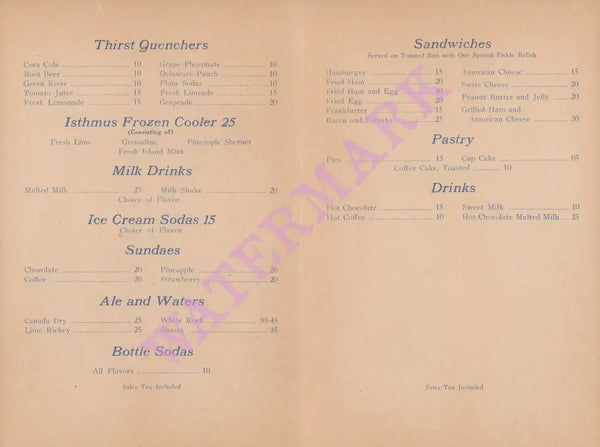 Thirst Quenchers
Coca Cola 10 Grape Phosphate 10
Root Beer 10 Delaware Punch 10
Green River 10 Plain Sodas 10
Tomato Juice 15 Fresh Limeade 15
Fresh Lemonade 15 Grapeade 20
Isthmus Frozen Cooler 25
(Consisting of)
Fresh Lime Grenadine Pineapple Sherbet
Fresh Island Mint
Milk Drinks
Malted Milk 25 Milk Shake 20
Choice of Flavor
Ice Cream Sodas 15
Choice of Flavor
Sundaes
Chocolate 20 Pineapple 20
Coffee 20 Strawberry 20
Ale and Waters
Canada Dry 25 White Rock 30-45
Lime Rickey 25 Shasta 35
Bottle Sodas
All Flavors 10
Sales Tax Included
Sandwiches
Served on Toasted Bun with Our Special Pickle Relish
Hamburger 15 American Cheese 15
Fried Ham 20 Swiss Cheese 20
Fried Ham and Egg 30 Peanut Butter and Jelly 20
Fried Egg 20 Grilled Ham and
Frankfurter 15 American Cheese 30
Bacon and Tomato 25
Pastry
Pies 15 Cup Cake 05
Coffee Cake, Toasted 10
Drinks
Hot Chocolate 15 Sweet Milk 10
Hot Coffee 10 Hot Chocolate Malted Milk 25
Sales Tax Included
WATERMARK